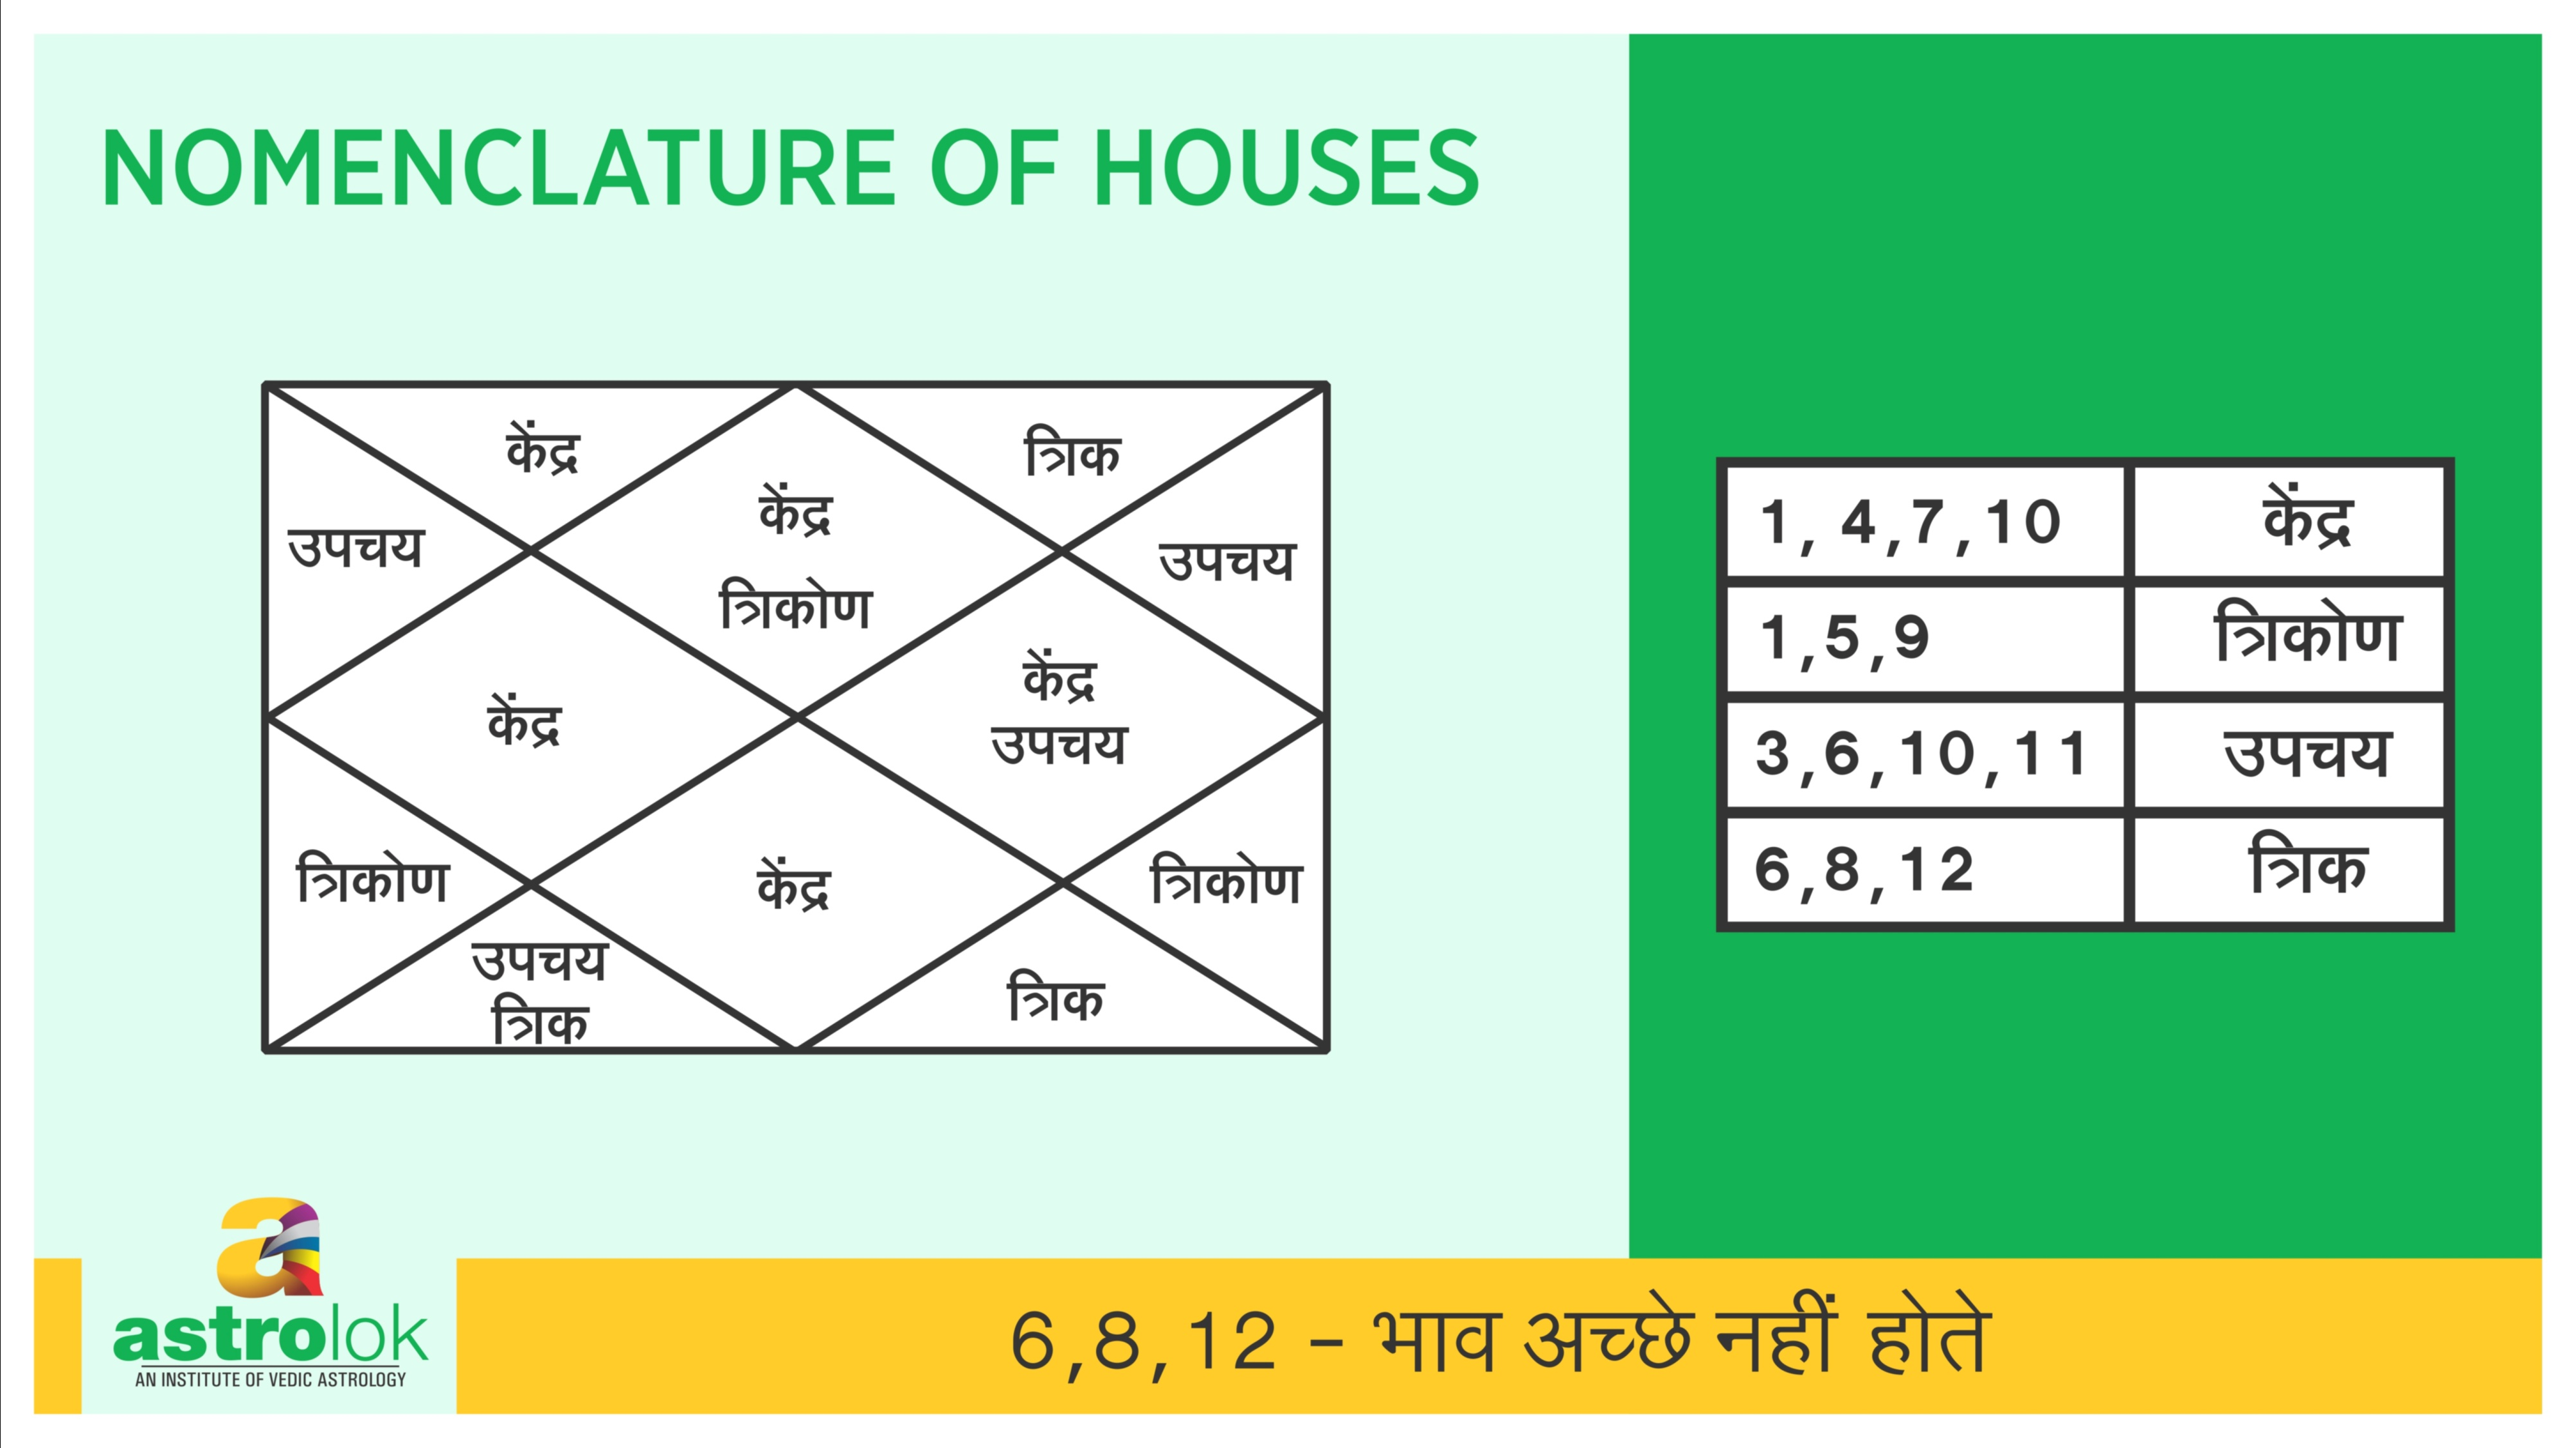 NOMENCLATURE OF HOUSES
केंद्र
त्रिक
केंद्र
उपचय
उपचय
त्रिकोण
केंद्र
केंद्र
उपचय
त्रिकोण
केंद्र
त्रिकोण
उपचय
त्रिक
त्रिक
1, 4,7,10 केंद्र
1,5,9 त्रिकोण
3,6,10,11 उपचय
6,8,12 त्रिक
astrolok
AN INSTITUTE OF VEDIC ASTROLOGY
6,8,12 - भाव अच्छे नहीं होते